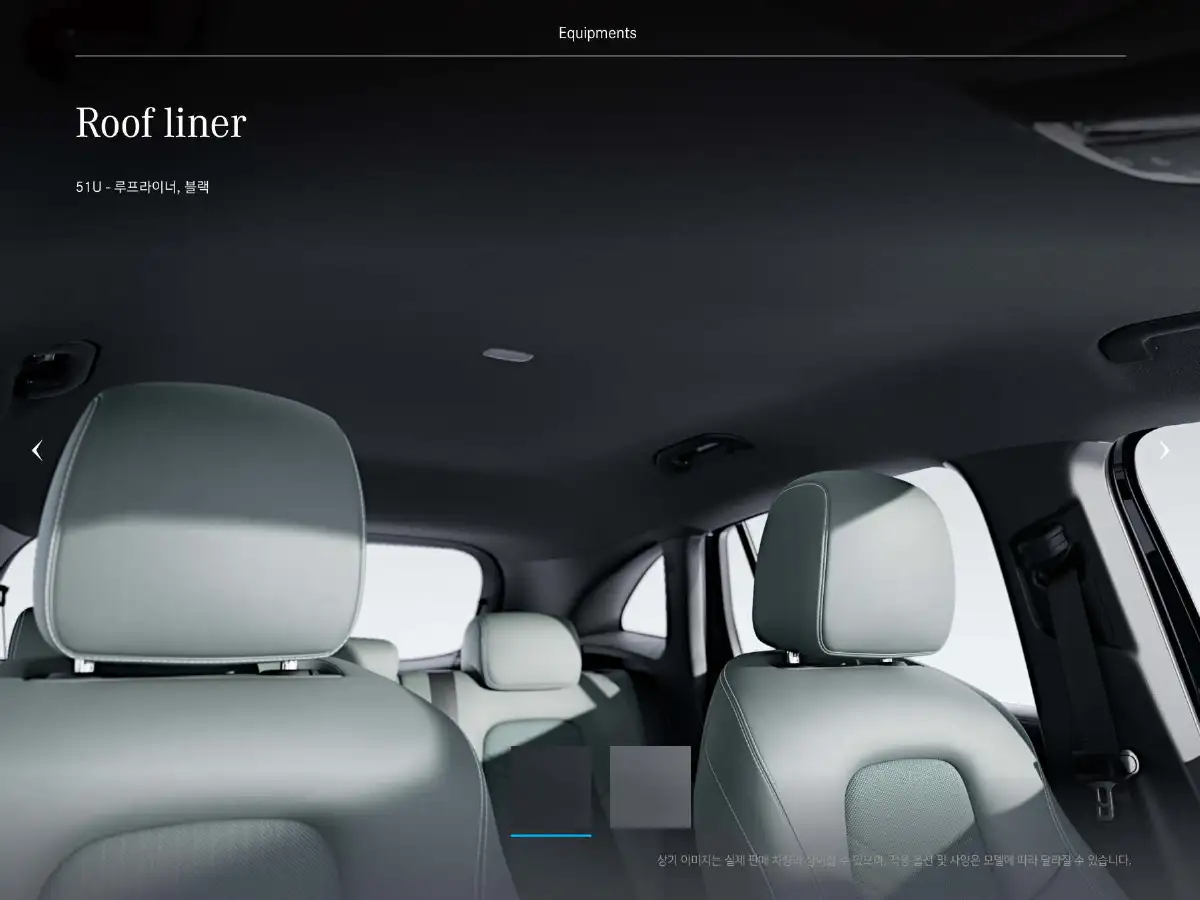 Equipments
Roof liner
51U - 루프라이너, 블랙
상기 이미지는 실제 판매 차량과 상이할 수 있으며, 적용 옵션 및 사양은 모델에 따라 달라질 수 있습니다.